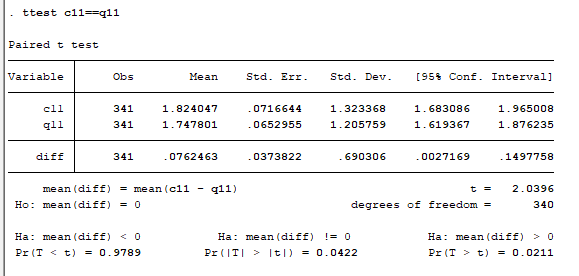 . ttest c11==q11
Paired t test
Variable | Obs Mean Std. Err. Std. Dev. [95% Conf. Interval]
c11 | 341 1.824047 .0716644 1.323368 1.683086 1.965008
q11 | 341 1.747801 .0652955 1.205759 1.619367 1.876235
diff | 341 .0762463 .0373822 .690306 .0027169 .1497758
mean(diff) = mean(c11 - q11) t = 2.0396
Ho: mean(diff) = 0 degrees of freedom = 340
Ha: mean(diff) < 0 Ha: mean(diff) != 0 Ha: mean(diff) > 0
Pr(T < t) = 0.9789 Pr(|T| > |t|) = 0.0422 Pr(T > t) = 0.0211